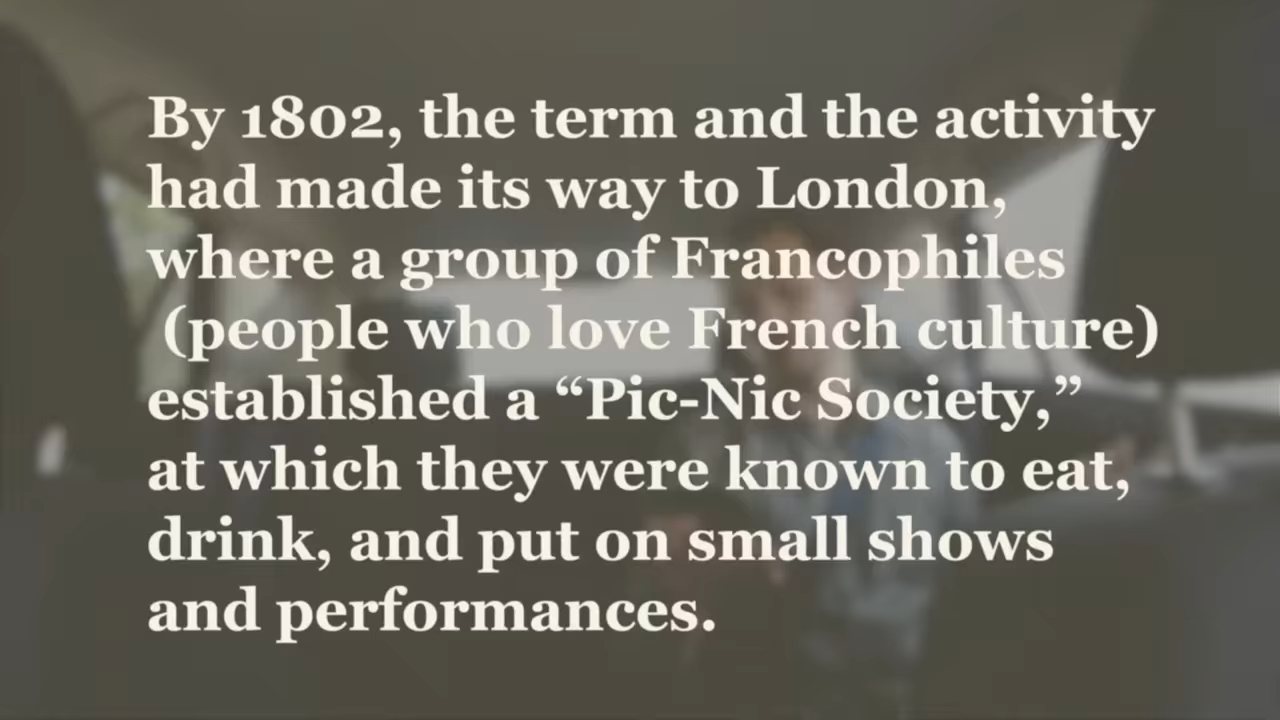 By 1802, the term and the activity
had made its way to London,
where a group of Francophiles
(people who love French culture)
established a “Pic-Nic Society,”
at which they were known to eat,
drink, and put on small shows
and performances.